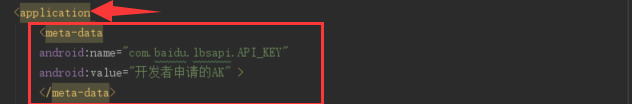 <application
<meta-data
android:name="com.baidu.lbsapi.API_KEY"
android:value="开发者申请的AK" >
</meta-data>